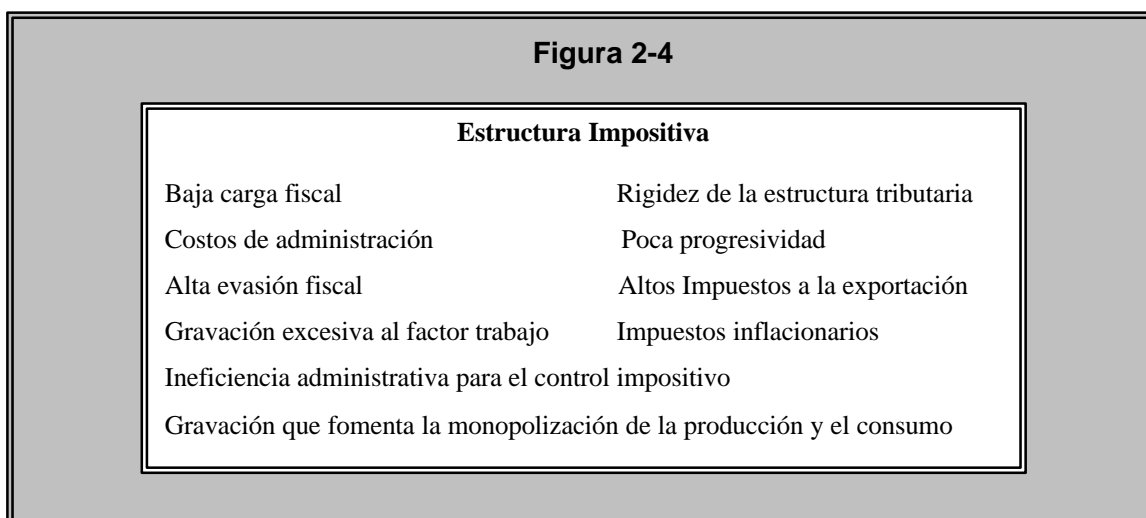 Figura 2-4
Estructura Impositiva
Baja carga fiscal Rigidez de la estructura tributaria
Costos de administración Poca progresividad
Alta evasión fiscal Altos Impuestos a la exportación
Gravación excesiva al factor trabajo Impuestos inflacionarios
Ineficiencia administrativa para el control impositivo
Gravación que fomenta la monopolización de la producción y el consumo